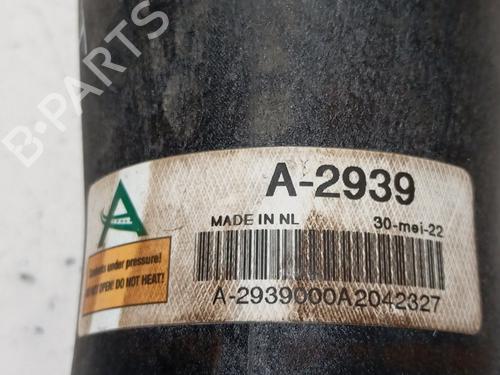 B-PARTS
A-2939
MADE IN NL 30-mei-22
A-2939000A2042327
A
Contents under pressure!
DO NOT OPEN! DO NOT HEAT!